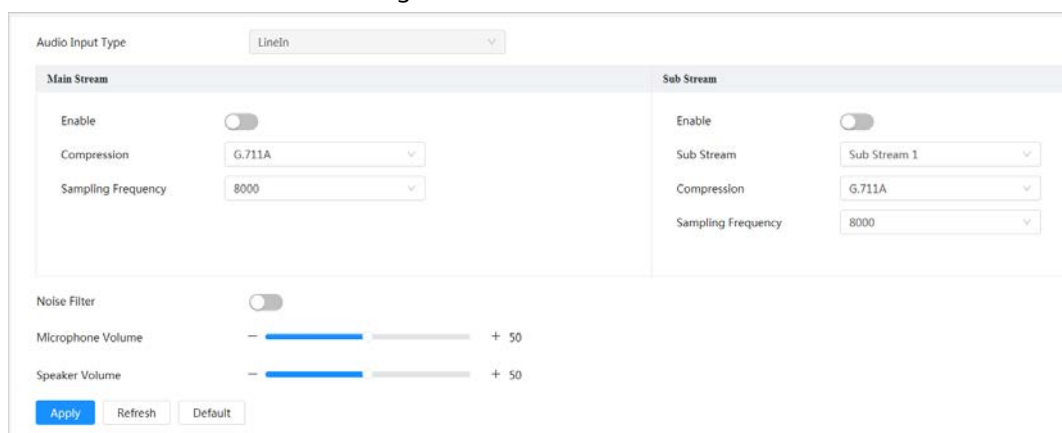 Audio Input Type LineIn
Main Stream Sub Stream
Enable Enable
Compression G.711A Sub Stream Sub Stream 1
Sampling Frequency 8000 Compression G.711A
Sampling Frequency 8000
Noise Filter
Microphone Volume − + 50
Speaker Volume − + 50
Apply Refresh Default